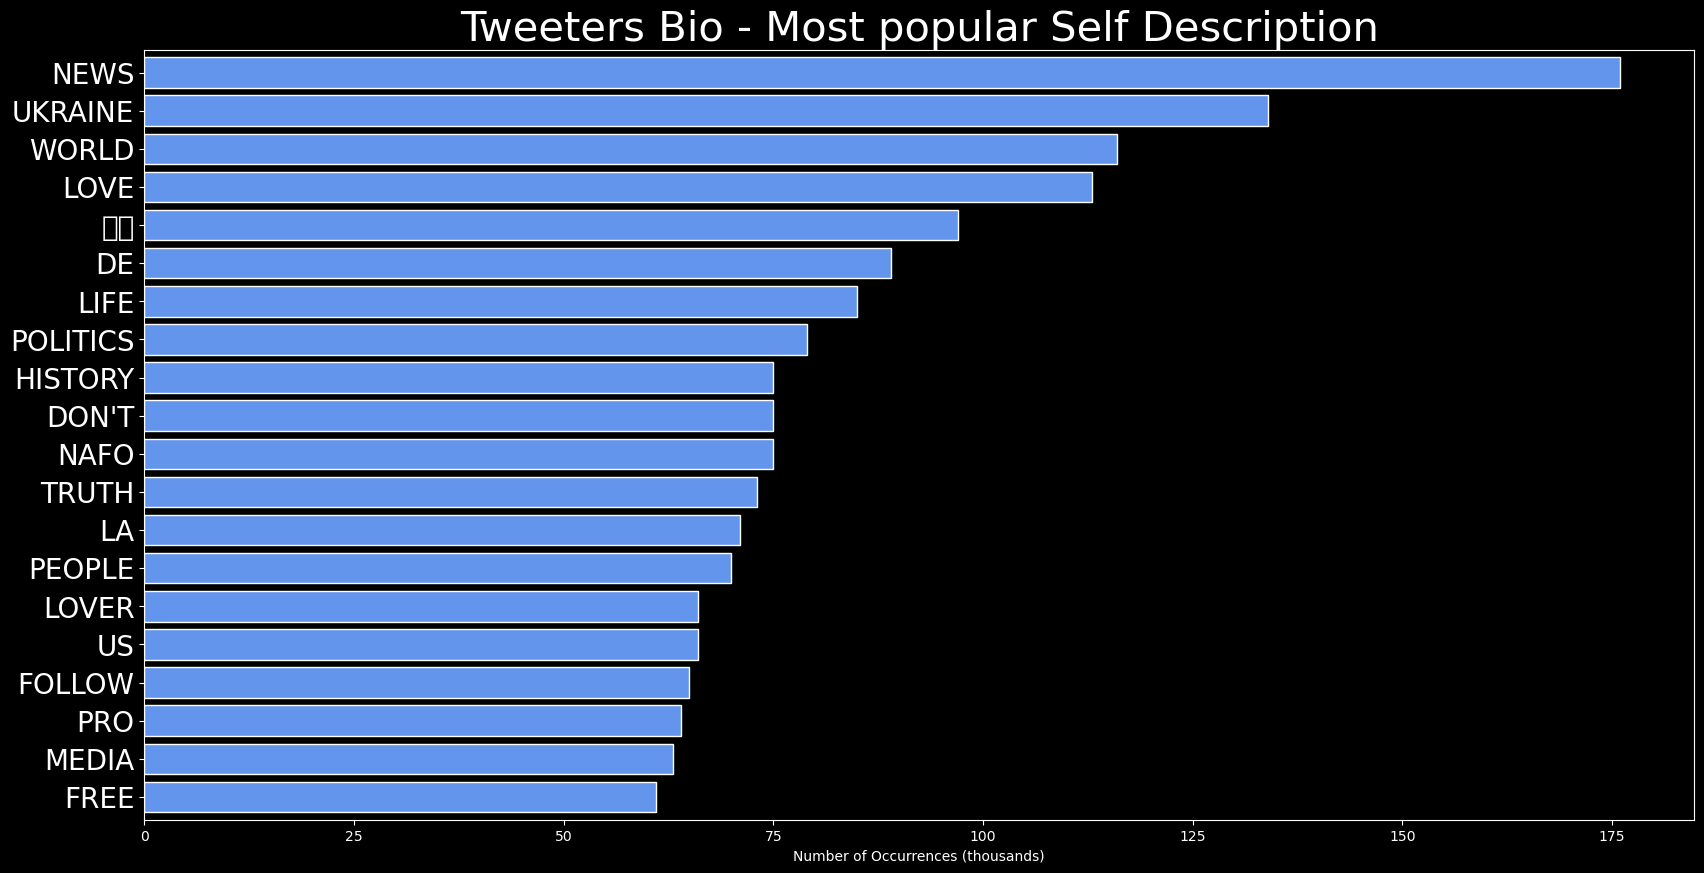 Tweeters Bio - Most popular Self Description
NEWS
UKRAINE
WORLD
LOVE
DE
LIFE
POLITICS
HISTORY
DON'T
NAFO
TRUTH
LA
PEOPLE
LOVER
US
FOLLOW
PRO
MEDIA
FREE
0 25 50 75 100 125 150 175
Number of Occurrences (thousands)